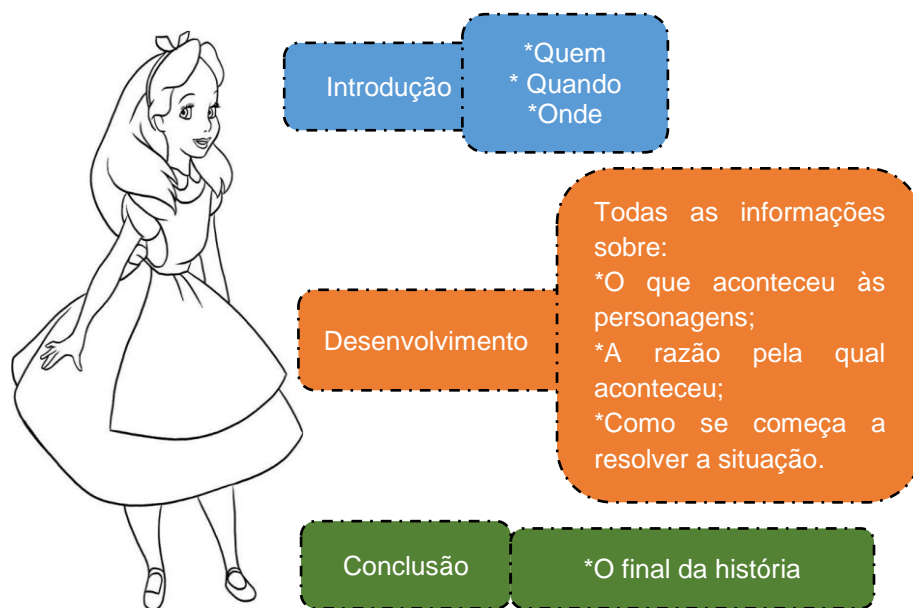 Introdução
*Quem
* Quando
*Onde
Desenvolvimento
Todas as informações
sobre:
*O que aconteceu às
personagens;
*A razão pela qual
aconteceu;
*Como se começa a
resolver a situação.
Conclusão
*O final da história